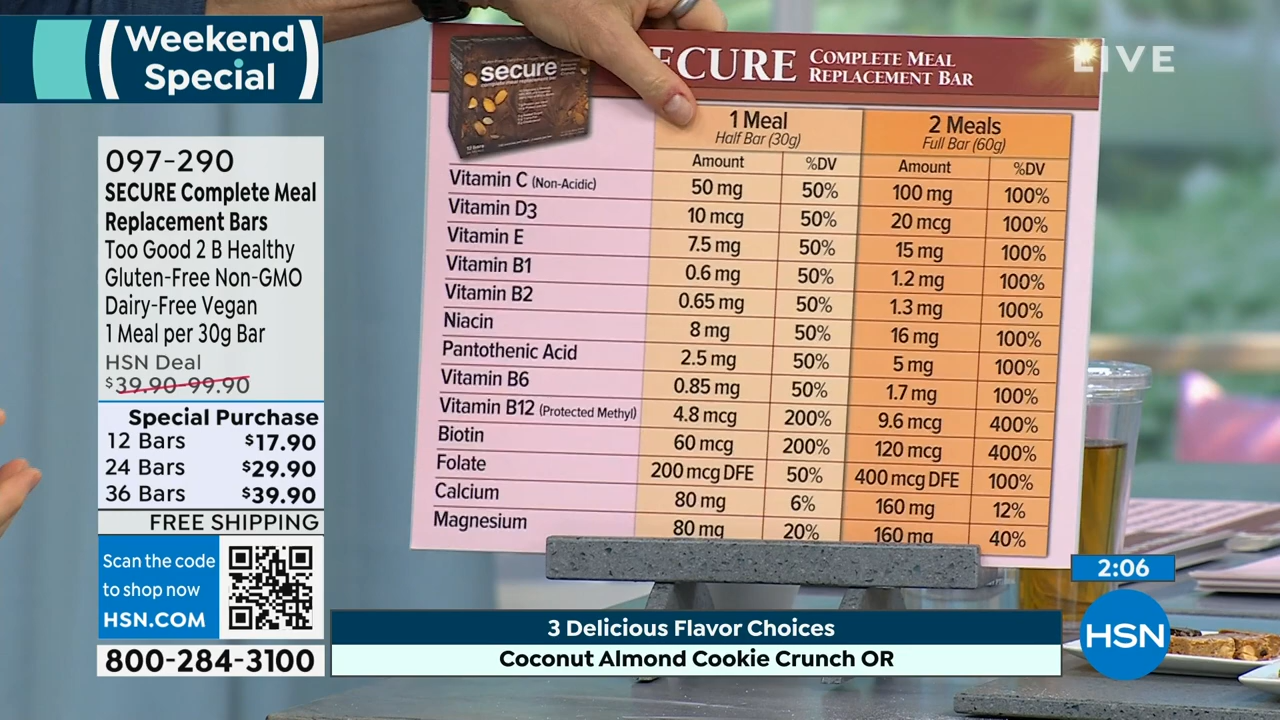 (Weekend
Special)
097-290
SECURE Complete Meal
Replacement Bars
Too Good 2 B Healthy
Gluten-Free Non-GMO
Dairy-Free Vegan
1 Meal per 30g Bar
HSN Deal
$39.90-99.90
Special Purchase
12 Bars $17.90
24 Bars $29.90
36 Bars $39.90
FREE SHIPPING
Scan the code
to shop now
HSN.COM
800-284-3100
secure
complete meal replacement bar
ECURE COMPLETE MEAL
REPLACEMENT BAR
LIVE
1 Meal 2 Meals
Half Bar (30g) Full Bar (60g)
Amount %DV Amount %DV
Vitamin C (Non-Acidic) 50 mg 50% 100 mg 100%
Vitamin D3 10 mcg 50% 20 mcg 100%
Vitamin E 7.5 mg 50% 15 mg 100%
Vitamin B1 0.6 mg 50% 1.2 mg 100%
Vitamin B2 0.65 mg 50% 1.3 mg 100%
Niacin 8 mg 50% 16 mg 100%
Pantothenic Acid 2.5 mg 50% 5 mg 100%
Vitamin B6 0.85 mg 50% 1.7 mg 100%
Vitamin B12 (Protected Methyl) 4.8 mcg 200% 9.6 mcg 400%
Biotin 60 mcg 200% 120 mcg 400%
Folate 200 mcg DFE 50% 400 mcg DFE 100%
Calcium 80 mg 6% 160 mg 12%
Magnesium 80 mg 20% 160 mg 40%
2:06
HSN
3 Delicious Flavor Choices
Coconut Almond Cookie Crunch OR